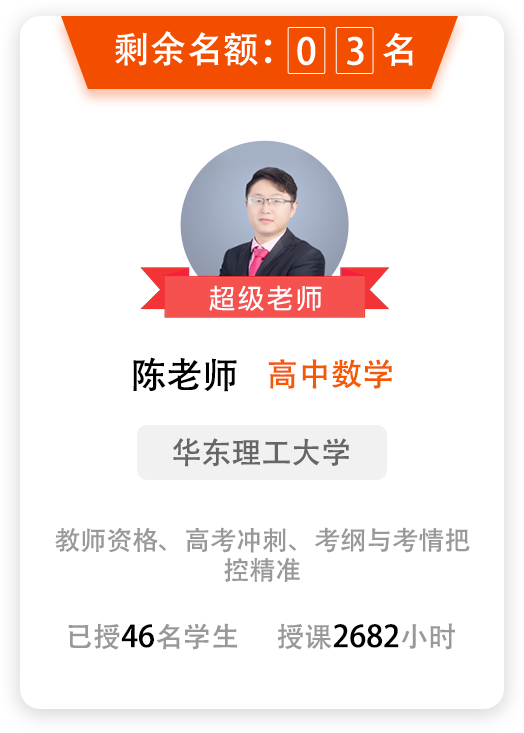 剩余名额：03名
超级老师
陈老师 高中数学
华东理工大学
教师资格、高考冲刺、考纲与考情把
控精准
已授46名学生 授课2682小时